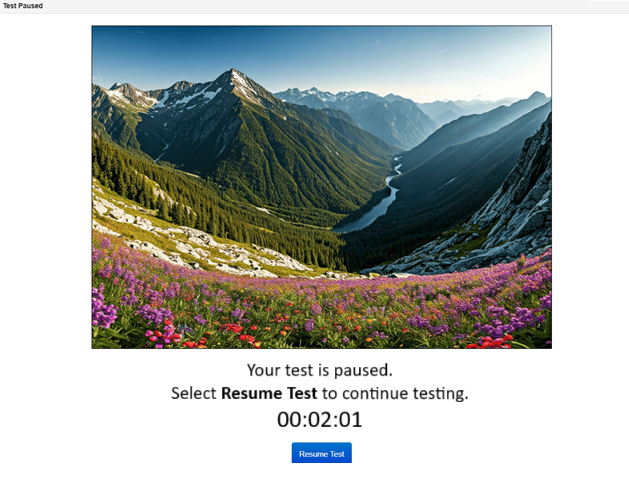 Test Paused
Your test is paused.
Select Resume Test to continue testing.
00:02:01
Resume Test